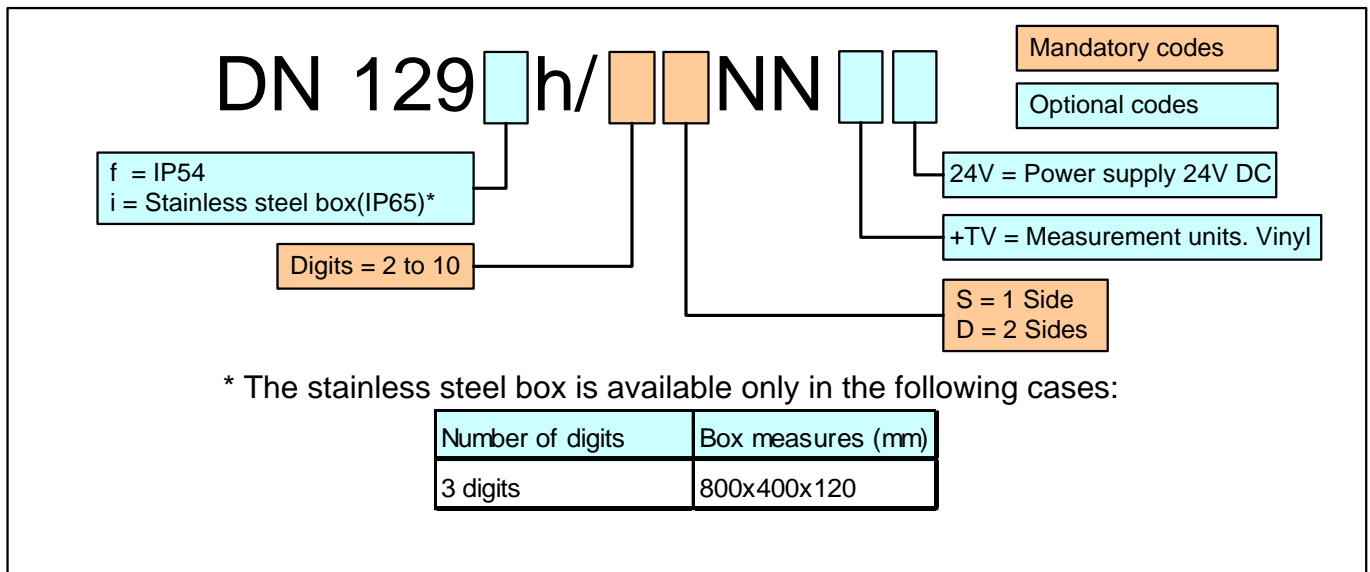 DN 129 h/ NN
Mandatory codes
Optional codes
f = IP54
i = Stainless steel box(IP65)*
24V = Power supply 24V DC
+TV = Measurement units. Vinyl
Digits = 2 to 10
S = 1 Side
D = 2 Sides
* The stainless steel box is available only in the following cases:
Number of digits Box measures (mm)
3 digits 800x400x120